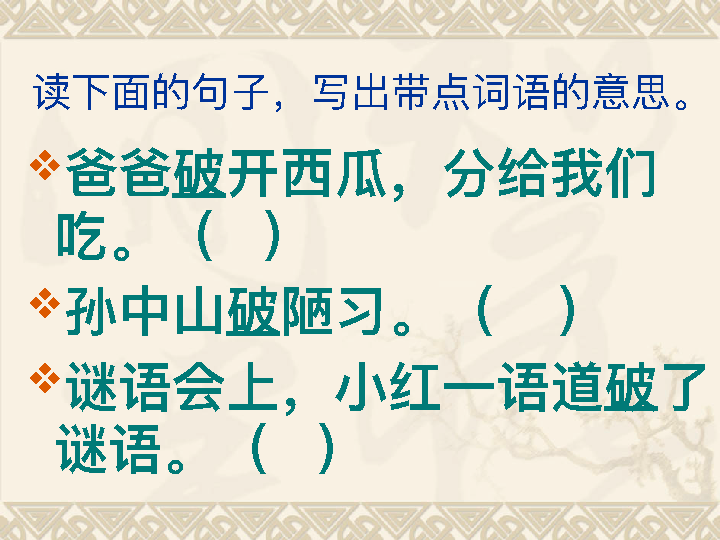 读下面的句子，写出带点词语的意思。
爸爸破开西瓜，分给我们
吃。（ ）
孙中山破陋习。（ ）
谜语会上，小红一语道破了
谜语。（ ）